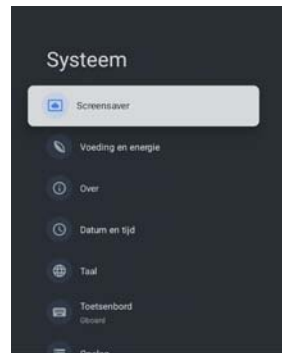 Systeem
Screensaver
Voeding en energie
Over
Datum en tijd
Taal
Toetsenbord
Gboard